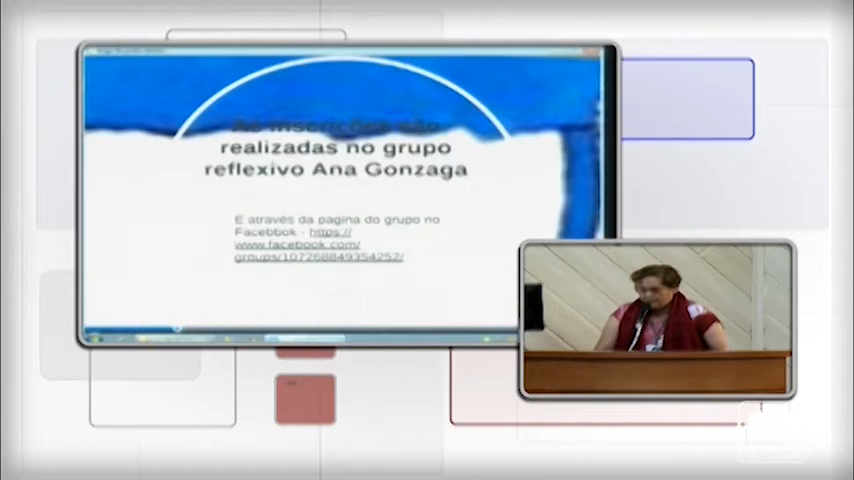 As inscrições são
realizadas no grupo
reflexivo Ana Gonzaga
E através da pagina do grupo no
Facebbok - https://
www.facebook.com/
groups/107268849354252/